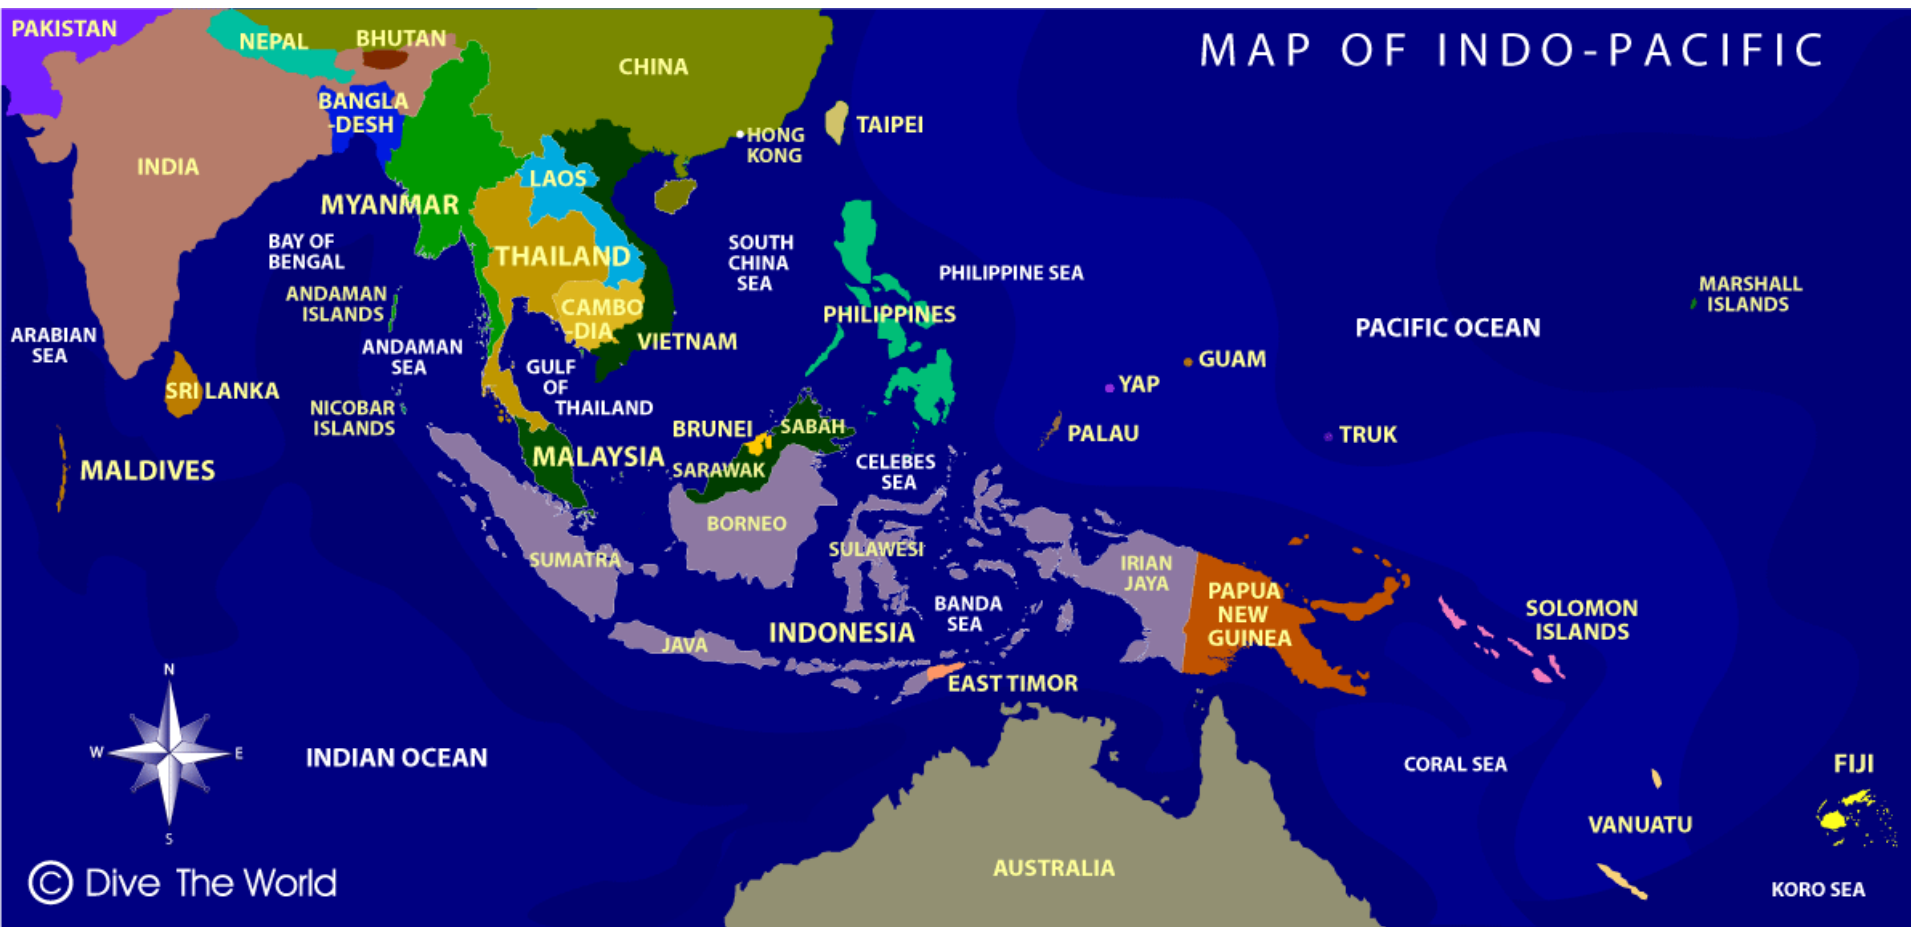 MAP OF INDO-PACIFIC
PAKISTAN
NEPAL
BHUTAN
CHINA
BANGLA
-DESH
HONG
KONG
TAIPEI
INDIA
LAOS
MYANMAR
BAY OF
BENGAL
THAILAND
SOUTH
CHINA
SEA
PHILIPPINE SEA
MARSHALL
ISLANDS
ANDAMAN
ISLANDS
CAMBO
-DIA
PHILIPPINES
PACIFIC OCEAN
ARABIAN
SEA
ANDAMAN
SEA
VIETNAM
GUAM
GULF
OF
THAILAND
YAP
SRI LANKA
NICOBAR
ISLANDS
BRUNEI
SABAH
PALAU
TRUK
MALDIVES
MALAYSIA
SARAWAK
CELEBES
SEA
BORNEO
SUMATRA
SULAWESI
IRIAN
JAYA
PAPUA
NEW
GUINEA
BANDA
SEA
SOLOMON
ISLANDS
INDONESIA
JAVA
EAST TIMOR
N
W
E
S
INDIAN OCEAN
CORAL SEA
FIJI
VANUATU
AUSTRALIA
KORO SEA
© Dive The World